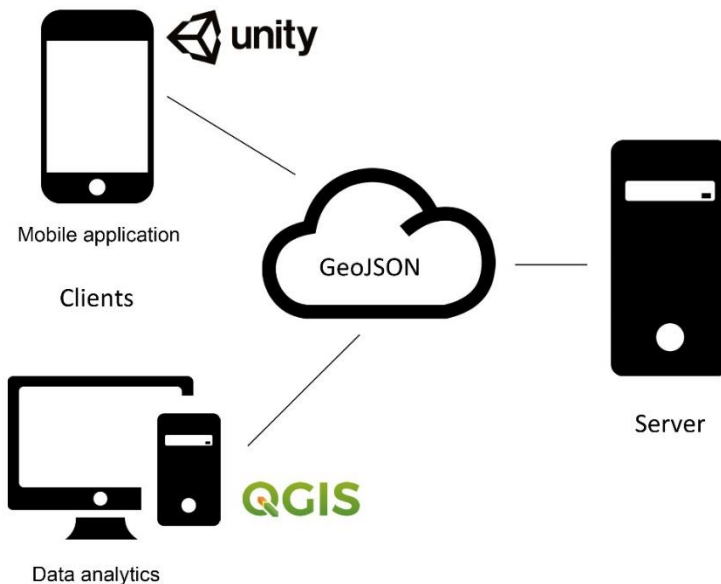 unity
Mobile application
Clients
GeoJSON
Server
QGIS
Data analytics